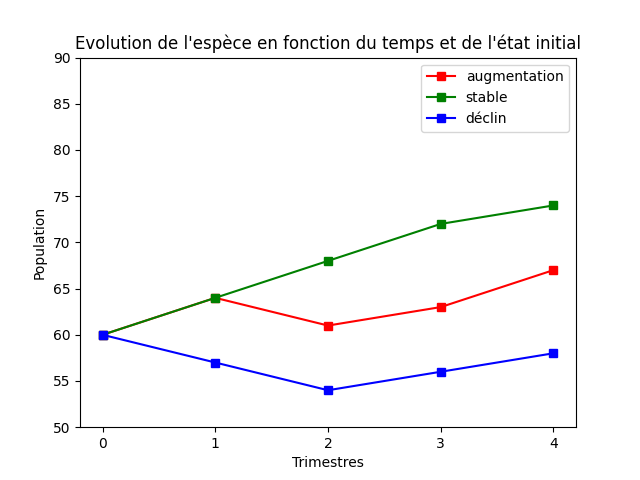 Evolution de l'espèce en fonction du temps et de l'état initial
90
85
80
75
70
65
60
55
50
Population
augmentation
stable
déclin
0 1 2 3 4
Trimestres